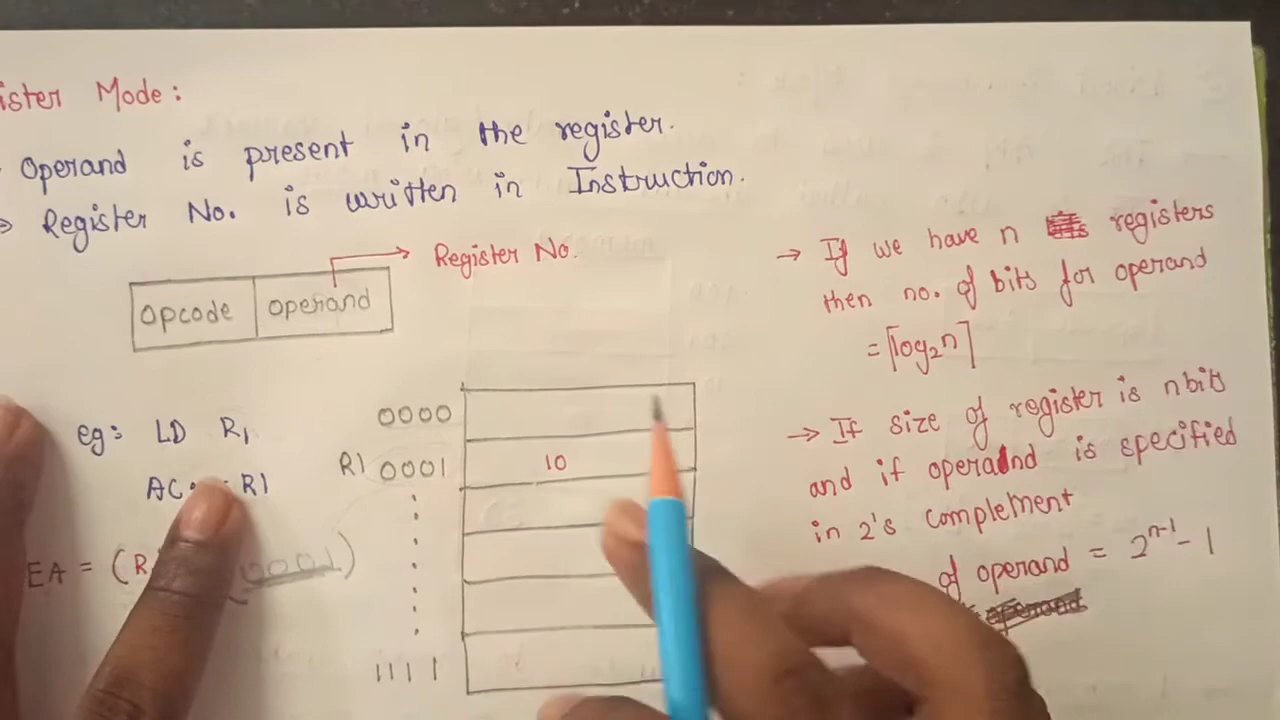 ister Mode:
Operand is present in the register.
Register No. is written in Instruction.
Register No.
Opcode operand
eg: LD R1
AC R1
EA = (R 0001)
0000
R1 0001 10
1111
→ If we have n registers
then no. of bits for operand
= ⌈log₂n⌉
→ If size of register is n bits
and if operand is specified
in 2's complement
of operand = 2ⁿ⁻¹ - 1